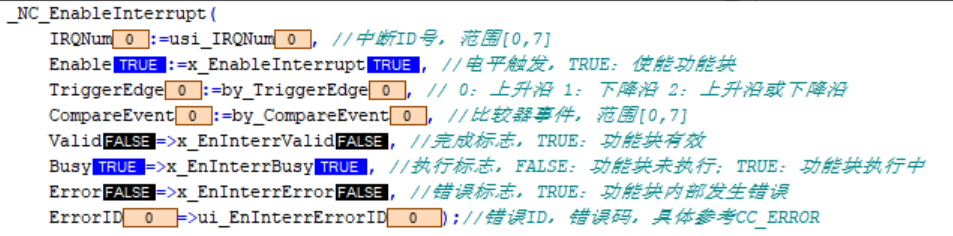 _NC_EnableInterrupt(
IRQNum 0 :=usi_IRQNum 0 , //中断ID号，范围[0,7]
Enable TRUE :=x_EnableInterrupt TRUE , //电平触发，TRUE：使能功能块
TriggerEdge 0 :=by_TriggerEdge 0 , // 0：上升沿 1：下降沿 2：上升沿或下降沿
CompareEvent 0 :=by_CompareEvent 0 , //比较器事件，范围[0,7]
Valid FALSE =>x_EnInterrValid FALSE , //完成标志，TRUE：功能块有效
Busy TRUE =>x_EnInterrBusy TRUE , //执行标志，FALSE：功能块未执行；TRUE：功能块执行中
Error FALSE =>x_EnInterrError FALSE , //错误标志，TRUE：功能块内部发生错误
ErrorID 0 =>ui_EnInterrErrorID 0 );//错误ID，错误码，具体参考CC_ERROR